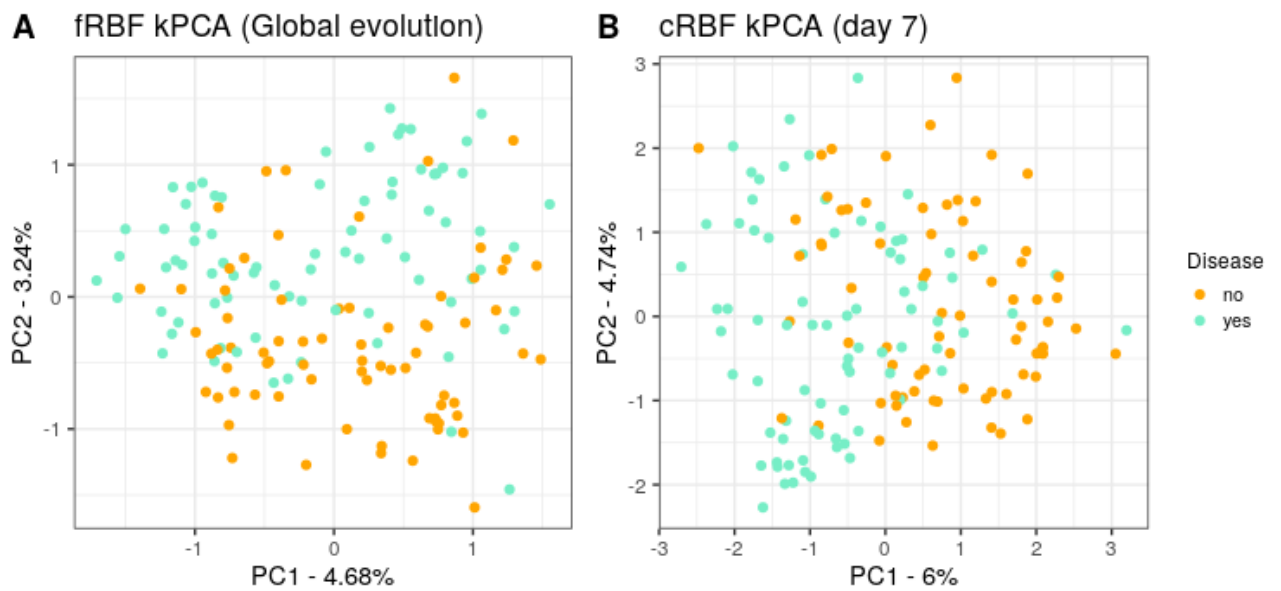 A fRBF kPCA (Global evolution)
PC2 - 3.24%
1
0
-1
-1 0 1
PC1 - 4.68%
B cRBF kPCA (day 7)
PC2 - 4.74%
3
2
1
0
-1
-2
-3 -2 -1 0 1 2 3
PC1 - 6%
Disease
no
yes